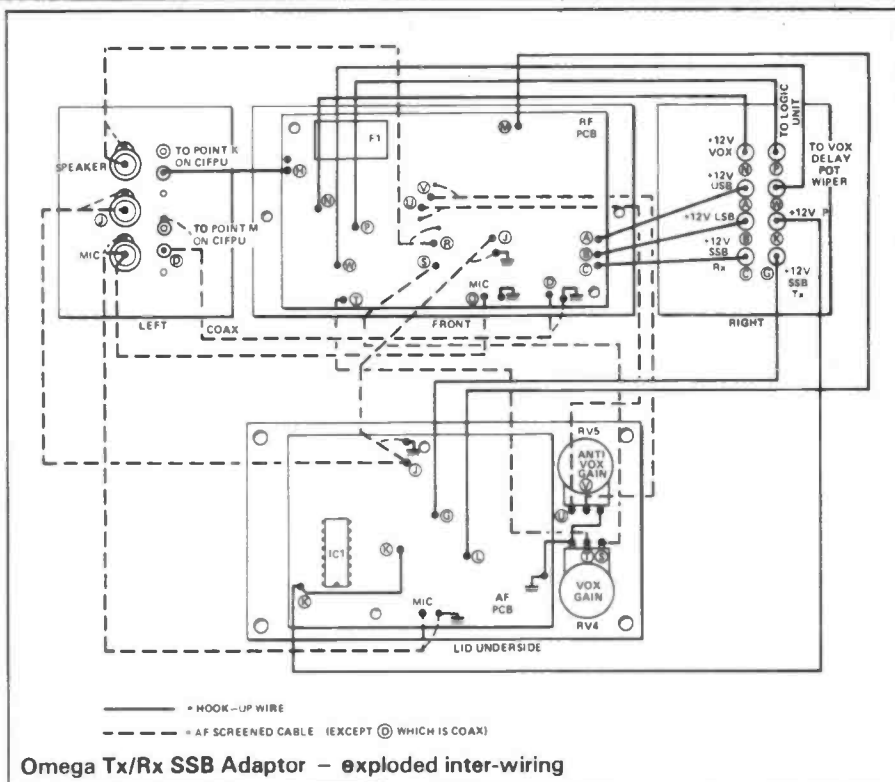 SPEAKER
J
MIC
O TO POINT K
ON CIFPU
TO POINT M
ON CIFPU
D
LEFT
COAX
F1
M
RF
PCB
H
N
P
W
V
U
R
S
J
T
MIC
Q
D
A
B
C
FRONT
+12V
VOX
+12V
USB
+12V LSB
+12V
SSB
Rx
N
A
B
C
P
W
K
G
TO LOGIC
UNIT
TO VOX
DELAY
POT
WIPER
+12V
+12V
SSB
Tx
RIGHT
J
G
K
L
IC1
K
MIC
AF
PCB
RV5
ANTI
VOX
GAIN
V
U
T
S
VOX
GAIN
RV4
LID UNDERSIDE
= HOOK-UP WIRE
= AF SCREENED CABLE (EXCEPT D WHICH IS COAX)
Omega Tx/Rx SSB Adaptor – exploded inter-wiring